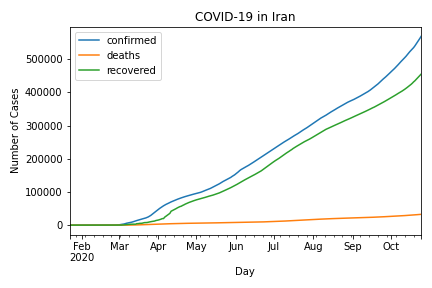 COVID-19 in Iran
confirmed
deaths
recovered
Number of Cases
500000
400000
300000
200000
100000
0
Feb Mar Apr May Jun Jul Aug Sep Oct
2020
Day